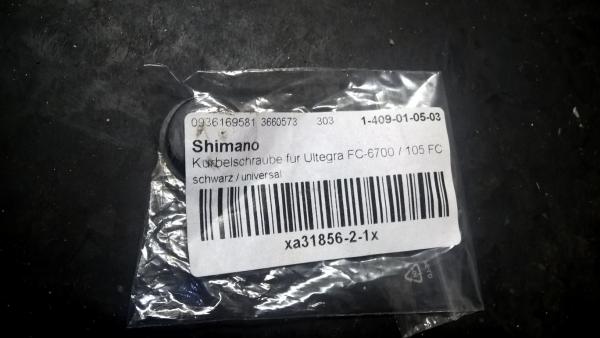 0936169581 3660573 303 1-409-01-05-03
Shimano
Kurbelschraube für Ultegra FC-6700 / 105 FC
schwarz / universal
xa31856-2-1x